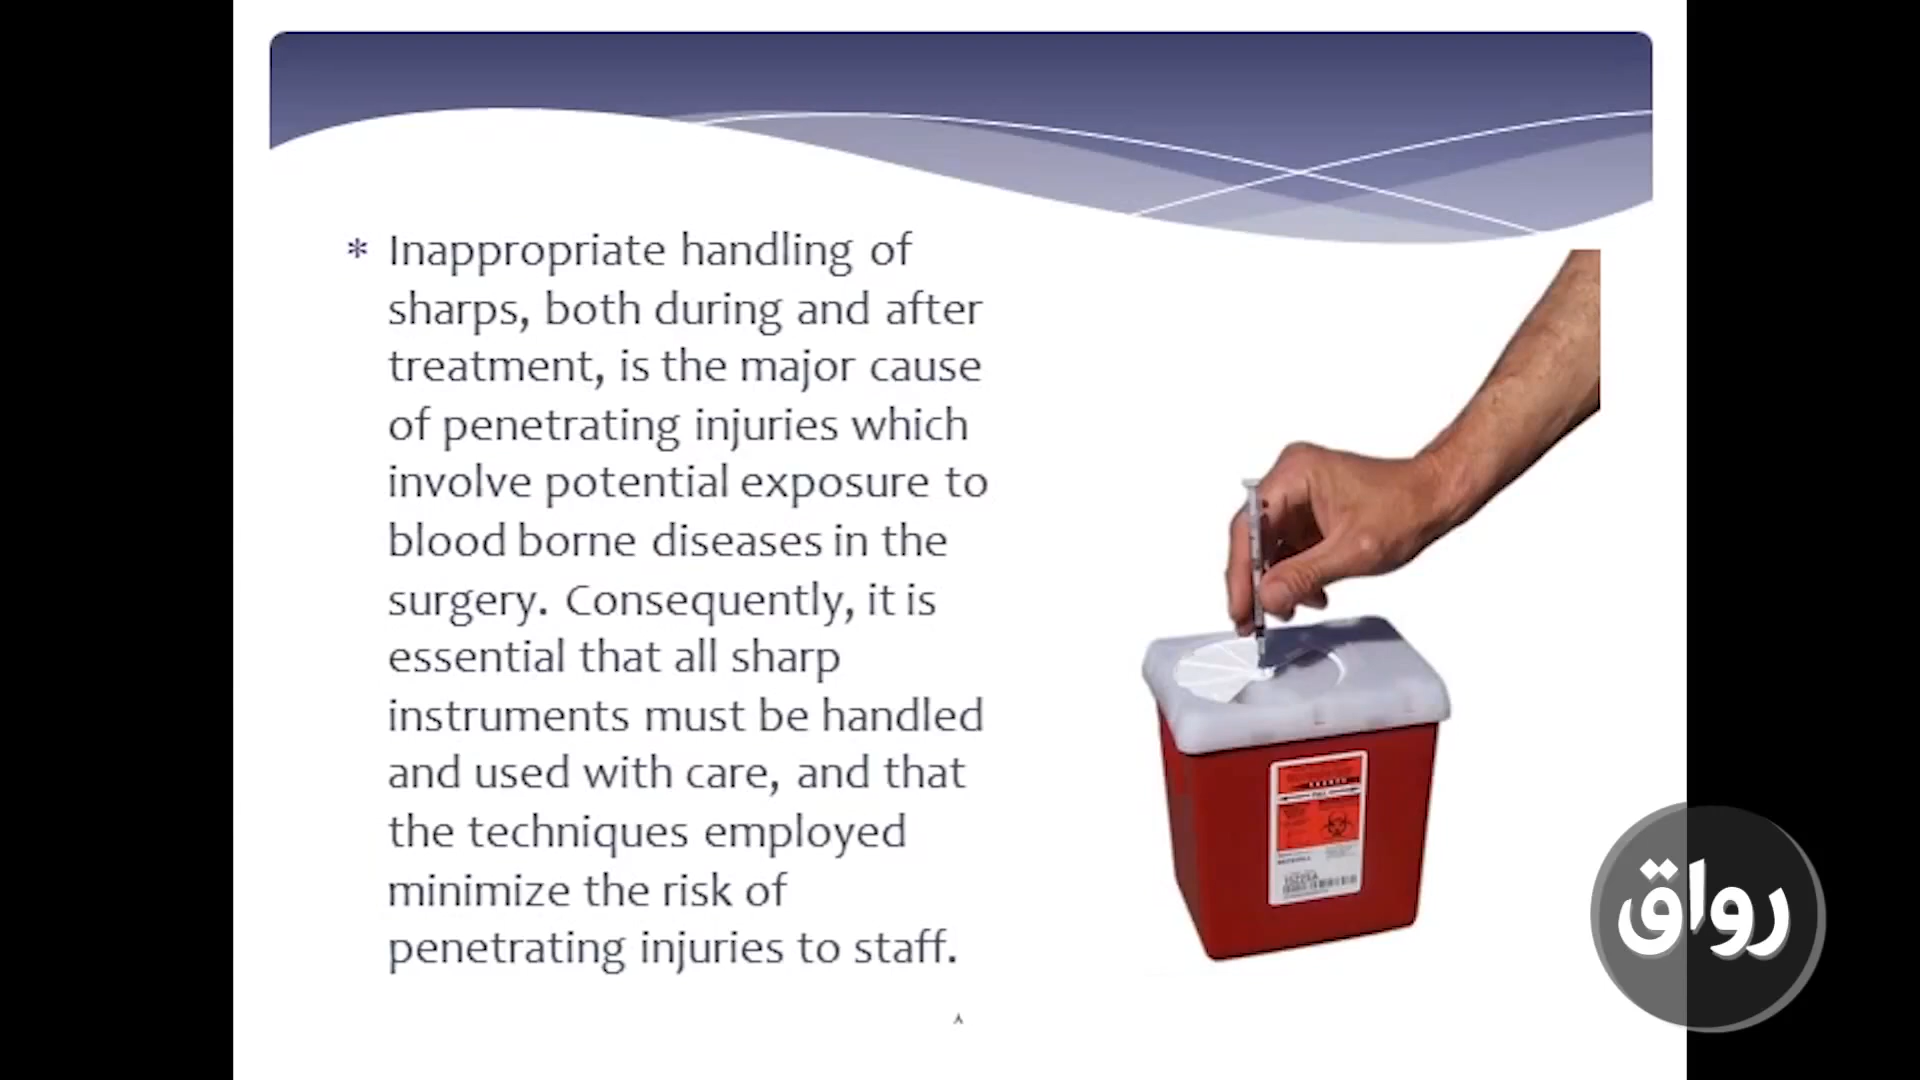 * Inappropriate handling of
sharps, both during and after
treatment, is the major cause
of penetrating injuries which
involve potential exposure to
blood borne diseases in the
surgery. Consequently, it is
essential that all sharp
instruments must be handled
and used with care, and that
the techniques employed
minimize the risk of
penetrating injuries to staff.
٨
رواق